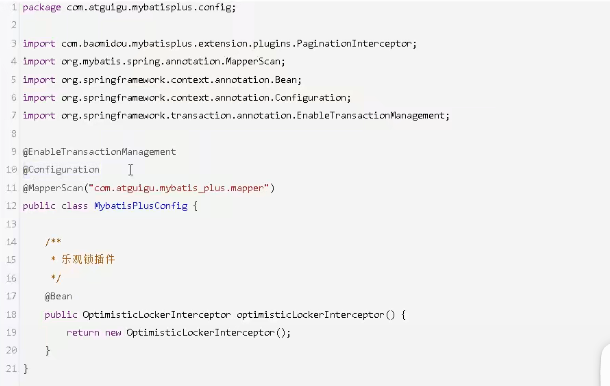 1 package com.atguigu.mybatisplus.config;
2
3 import com.baomidou.mybatisplus.extension.plugins.PaginationInterceptor;
4 import org.mybatis.spring.annotation.MapperScan;
5 import org.springframework.context.annotation.Bean;
6 import org.springframework.context.annotation.Configuration;
7 import org.springframework.transaction.annotation.EnableTransactionManagement;
8
9 @EnableTransactionManagement
10 @Configuration
11 @MapperScan("com.atguigu.mybatis_plus.mapper")
12 public class MybatisPlusConfig {
13
14     /**
15      * 乐观锁插件
16      */
17     @Bean
18     public OptimisticLockerInterceptor optimisticLockerInterceptor() {
19         return new OptimisticLockerInterceptor();
20     }
21 }